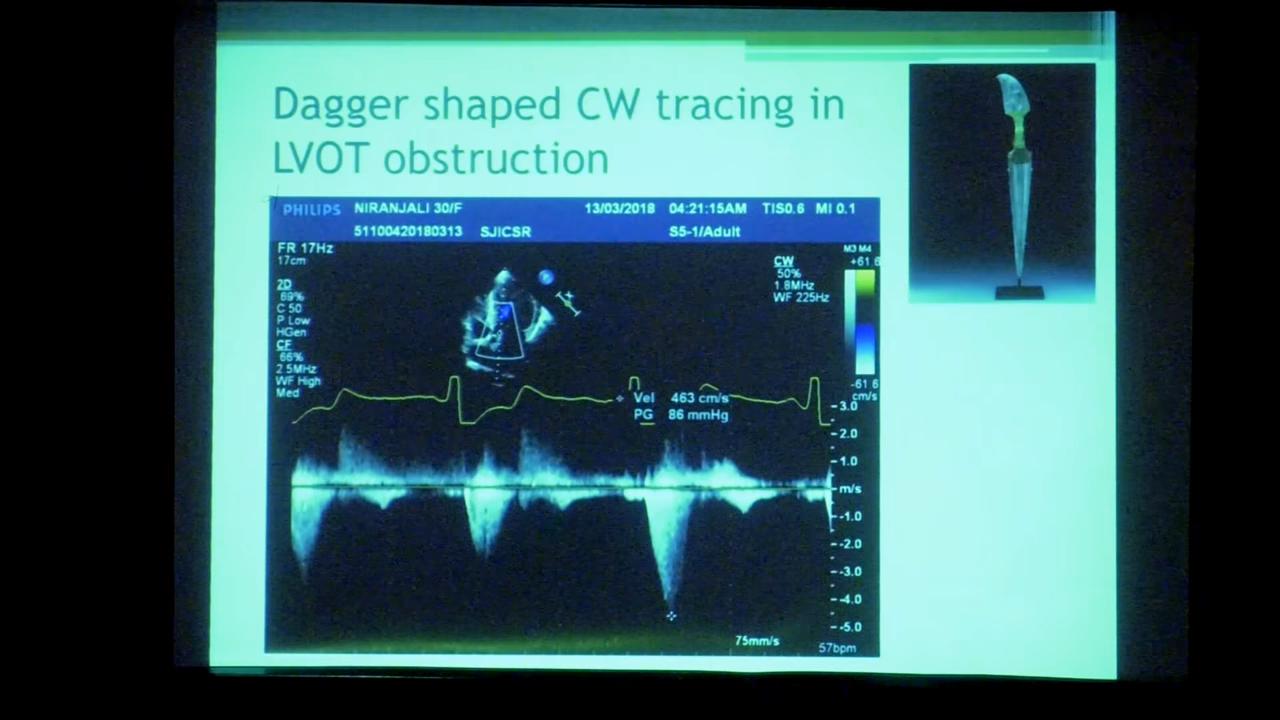 Dagger shaped CW tracing in
LVOT obstruction
PHILIPS
NIRANJALI 30/F
13/03/2018 04:21:15AM TIS0.6 MI 0.1
51100420180313 SJICSR
S5-1/Adult
FR 17Hz
17cm
2D
69%
C 50
P Low
HGen
CF
66%
2.5MHz
WF High
Med
CW
50%
1.8MHz
WF 225Hz
M3 M4
+61.6
-61.6
cm/s
Vel 463 cm/s
PG 86 mmHg
-3.0
-2.0
-1.0
m/s
--1.0
--2.0
--3.0
--4.0
--5.0
75mm/s
57bpm